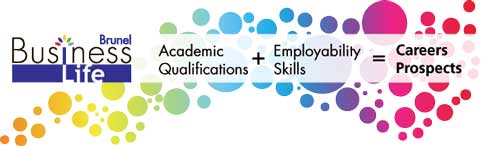 Brunel
Business
Life
Academic
Qualifications
+
Employability
Skills
=
Careers
Prospects